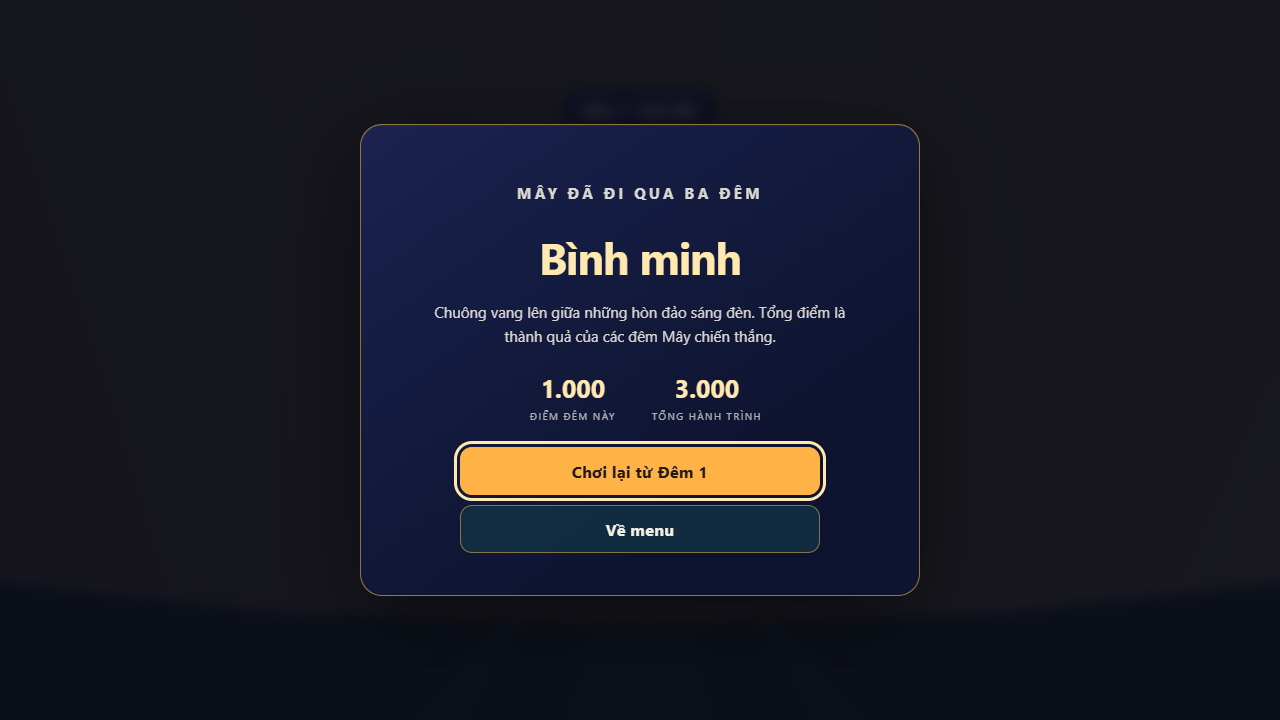 MÂY ĐÃ ĐI QUA BA ĐÊM
Bình minh
Chuông vang lên giữa những hòn đảo sáng đèn. Tổng điểm là
thành quả của các đêm Mây chiến thắng.
1.000 3.000
ĐIỂM ĐÊM NÀY TỔNG HÀNH TRÌNH
Chơi lại từ Đêm 1
Về menu